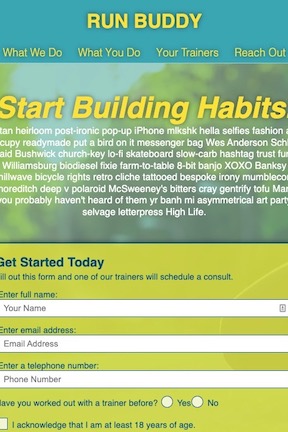 RUN BUDDY
What We Do What You Do Your Trainers Reach Out
Start Building Habits.
tan heirloom post-ironic pop-up iPhone mlkshk hella selfies fashion a
cupy readymade put a bird on it messenger bag Wes Anderson Sch
aid Bushwick church-key lo-fi skateboard slow-carb hashtag trust fun
Williamsburg biodiesel fixie farm-to-table 8-bit banjo XOXO Banksy
hillwave bicycle rights retro cliche tattooed bespoke irony mumblecor
horeditch deep v polaroid McSweeney's bitters cray gentrify tofu Mar
you probably haven't heard of them yr banh mi asymmetrical art party
selvage letterpress High Life.
Get Started Today
ill out this form and one of our trainers will schedule a consult.
Enter full name:
Your Name
Enter email address:
Email Address
Enter a telephone number:
Phone Number
Have you worked out with a trainer before? Yes No
I acknowledge that I am at least 18 years of age.